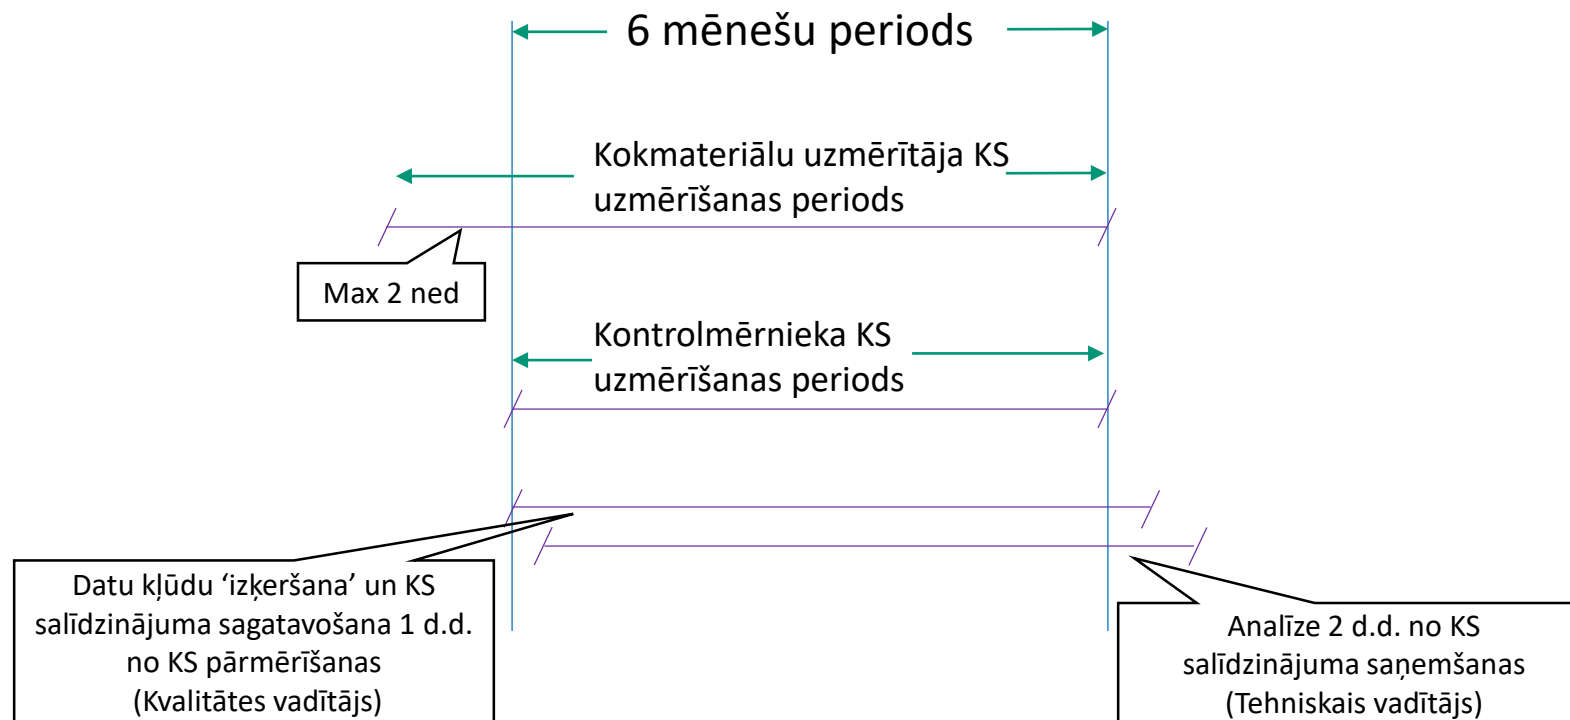 6 mēnešu periods
Kokmateriālu uzmērītāja KS
uzmērīšanas periods
Max 2 ned
Kontrolmērnieka KS
uzmērīšanas periods
Datu kļūdu ‘izķeršana’ un KS
salīdzinājuma sagatavošana 1 d.d.
no KS pārmērīšanas
(Kvalitātes vadītājs)
Analīze 2 d.d. no KS
salīdzinājuma saņemšanas
(Tehniskais vadītājs)